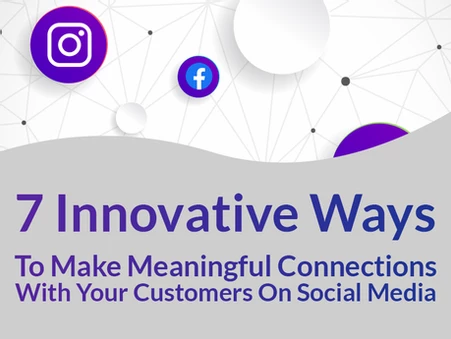 7 Innovative Ways
To Make Meaningful Connections
With Your Customers On Social Media